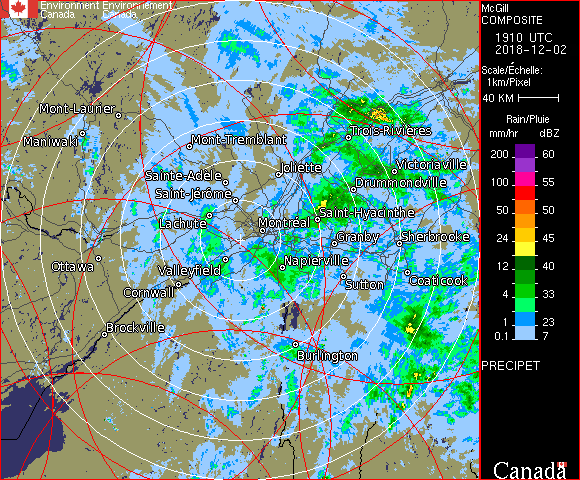 Environment Environnement
Canada Canada
McGill
COMPOSITE
1910 UTC
2018-12-02
Scale/Échelle:
1km/Pixel
40 KM
Rain/Pluie
mm/hr dBZ
200 60
100 55
50 50
24 45
12 40
4 33
1 23
0.1 7
PRECIPET
Canada
Mont-Laurier
Maniwaki
Mont-Tremblant
Trois-Rivières
Joliette
Victoriaville
Sainte-Adèle
Drummondville
Saint-Jérôme
Saint-Hyacinthe
Lachute
Montréal
Granby
Sherbrooke
Ottawa
Valleyfield
Napierville
Coaticook
Sutton
Cornwall
Brockville
Burlington